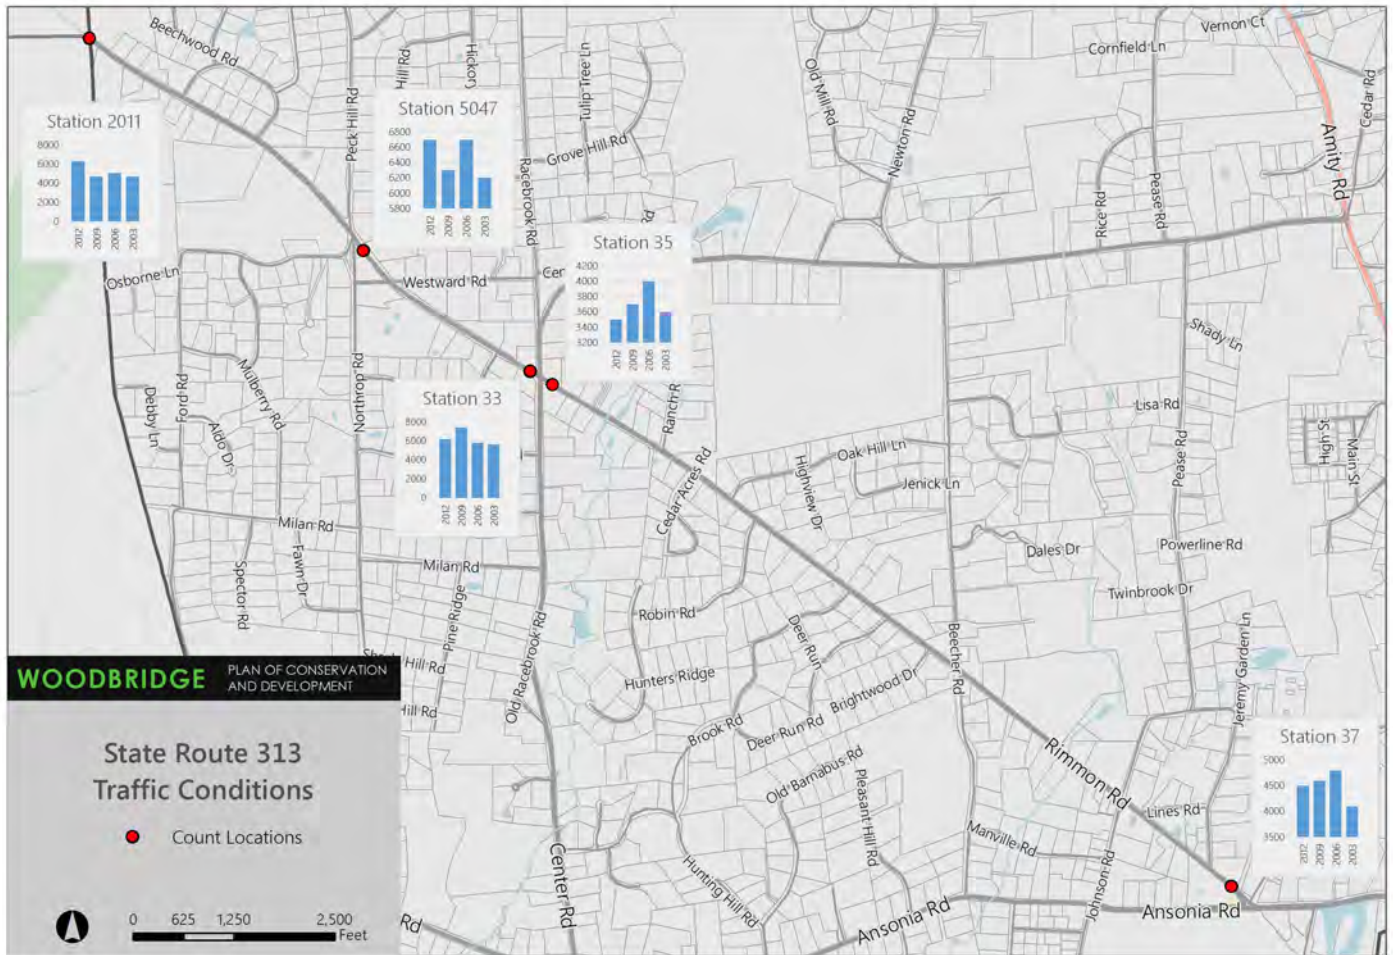 Beechwood Rd
Peck Hill Rd
Hill Rd
Hickory
Tulip Tree Ln
Grove Hill Rd
Racebrook Rd
Old Mill Rd
Newton Rd
Cornfield Ln
Vernon Ct
Cedar Rd
Amity Rd
Rice Rd
Pease Rd
Station 2011
8000
6000
4000
2000
0
2012
2009
2006
2003
Station 5047
6800
6600
6400
6200
6000
5800
2012
2009
2006
2003
Rd
Station 35
4200
4000
3800
3600
3400
3200
2012
2009
2006
2003
Osborne Ln
Westward Rd
Cen
Shady Ln
Mulberry Rd
Ford Rd
Debby Ln
Aldo Dr
Northrop Rd
Station 33
8000
6000
4000
2000
0
2012
2009
2006
2003
Ranch R
Cedar Acres Rd
Oak Hill Ln
Highview Dr
Jenick Ln
Lisa Rd
Pease Rd
High St
Main St
Milan Rd
Fawn Dr
Spector Rd
Milan Rd
Pine Ridge
Robin Rd
Dales Dr
Powerline Rd
Twinbrook Dr
Deer Run
Beecher Rd
Jeremy Garden Ln
Hill Rd
Old Racebrook Rd
Hunters Ridge
Brightwood Dr
Brook Rd
Deer Run Rd
Hill Rd
WOODBRIDGE
PLAN OF CONSERVATION
AND DEVELOPMENT
State Route 313
Traffic Conditions
Count Locations
0 625 1,250 2,500
Feet
Old Barnabus Rd
Pleasant Hill Rd
Rimmon Rd
Lines Rd
Manville Rd
Johnson Rd
Station 37
5000
4500
4000
3500
2012
2009
2006
2003
Center Rd
Hunting Hill Rd
Rd
Ansonia Rd
Ansonia Rd